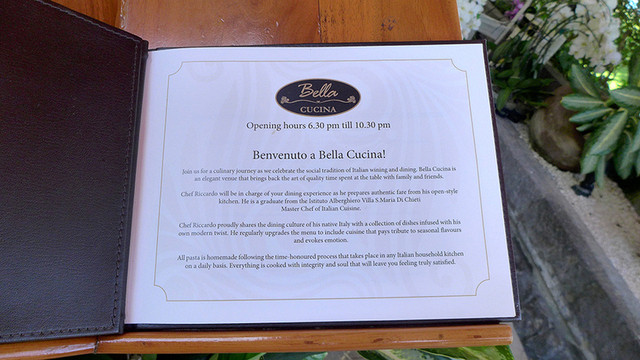 Bella
CUCINA
Opening hours 6.30 pm till 10.30 pm
Benvenuto a Bella Cucina!
Join us for a culinary journey as we celebrate the social tradition of Italian wining and dining. Bella Cucina is
an elegant venue that brings back the art of quality time spent at the table with family and friends.
Chef Riccardo will be in charge of your dining experience as he prepares authentic fare from his open-style
kitchen. He is a graduate from the Istituto Alberghiero Villa S.Maria Di Chieti
Master Chef of Italian Cuisine.
Chef Riccardo proudly shares the dining culture of his native Italy with a collection of dishes infused with his
own modern twist. He regularly upgrades the menu to include cuisine that pays tribute to seasonal flavours
and evokes emotion.
All pasta is homemade following the time-honoured process that takes place in any Italian household kitchen
on a daily basis. Everything is cooked with integrity and soul that will leave you feeling truly satisfied.